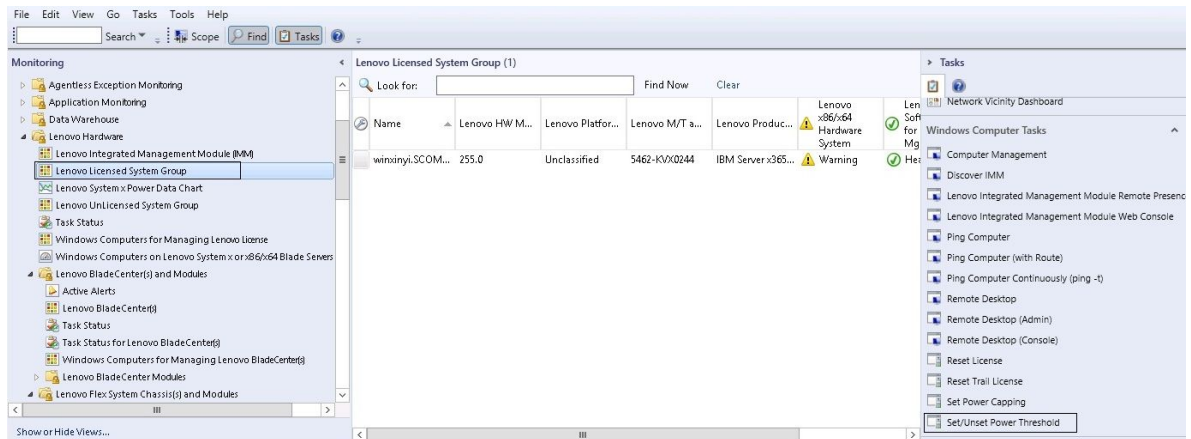 File Edit View Go Tasks Tools Help
Search Scope Find Tasks
Monitoring
Agentless Exception Monitoring
Application Monitoring
Data Warehouse
Lenovo Hardware
Lenovo Integrated Management Module (IMM)
Lenovo Licensed System Group
Lenovo System x Power Data Chart
Lenovo UnLicensed System Group
Task Status
Windows Computers for Managing Lenovo License
Windows Computers on Lenovo System x or x86/x64 Blade Servers
Lenovo BladeCenter(s) and Modules
Active Alerts
Lenovo BladeCenter(s)
Task Status
Task Status for Lenovo BladeCenter(s)
Windows Computers for Managing Lenovo BladeCenter(s)
Lenovo BladeCenter Modules
Lenovo Flex System Chassis(s) and Modules
Show or Hide Views...
Lenovo Licensed System Group (1)
Look for: Find Now Clear
Name Lenovo HW M... Lenovo Platfor... Lenovo M/T a... Lenovo Produc... Lenovo x86/x64 Hardware System Len Soft for Mg
winxinyi.SCOM... 255.0 Unclassified 5462-KVX0244 IBM Server x365... Warning Hea
Tasks
Network Vicinity Dashboard
Windows Computer Tasks
Computer Management
Discover IMM
Lenovo Integrated Management Module Remote Presenc
Lenovo Integrated Management Module Web Console
Ping Computer
Ping Computer (with Route)
Ping Computer Continuously (ping -t)
Remote Desktop
Remote Desktop (Admin)
Remote Desktop (Console)
Reset License
Reset Trail License
Set Power Capping
Set/Unset Power Threshold